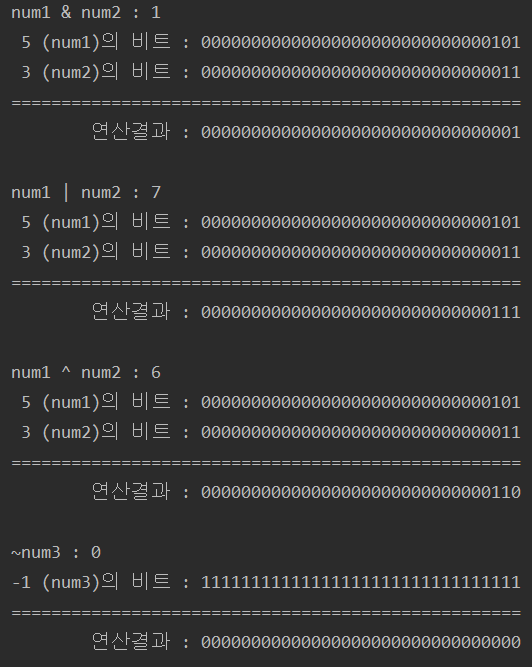 num1 & num2 : 1
5 (num1)의 비트 : 00000000000000000000000000000101
3 (num2)의 비트 : 00000000000000000000000000000011
===================================================
연산결과 : 00000000000000000000000000000001
num1 | num2 : 7
5 (num1)의 비트 : 00000000000000000000000000000101
3 (num2)의 비트 : 00000000000000000000000000000011
===================================================
연산결과 : 00000000000000000000000000000111
num1 ^ num2 : 6
5 (num1)의 비트 : 00000000000000000000000000000101
3 (num2)의 비트 : 00000000000000000000000000000011
===================================================
연산결과 : 00000000000000000000000000000110
~num3 : 0
-1 (num3)의 비트 : 11111111111111111111111111111111
===================================================
연산결과 : 00000000000000000000000000000000